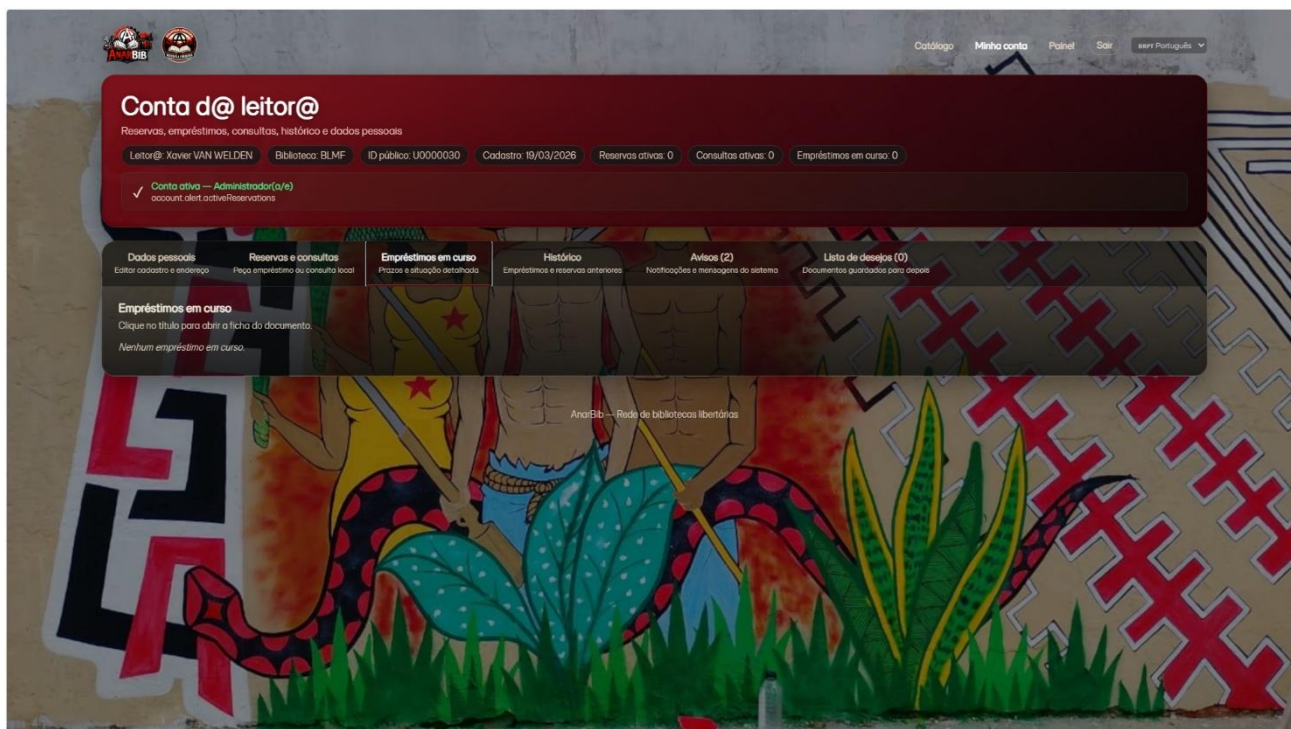 ANARBIB
Catálogo
Minha conta
Painel
Sair
BRPT Português
Conta d@ leitor@
Reservas, empréstimos, consultas, histórico e dados pessoais
Leitor@: Xavier VAN WELDEN
Biblioteca: BLMF
ID público: U0000030
Cadastro: 19/03/2026
Reservas ativas: 0
Consultas ativas: 0
Empréstimos em curso: 0
✓ Conta ativa — Administrador(a/e)
account.alert.activeReservations
Dados pessoais
Editar cadastro e endereço
Reservas e consultas
Peça empréstimo ou consulta local
Empréstimos em curso
Prazos e situação detalhada
Histórico
Empréstimos e reservas anteriores
Avisos (2)
Notificações e mensagens do sistema
Lista de desejos (0)
Documentos guardados para depois
Empréstimos em curso
Clique no título para abrir a ficha do documento.
Nenhum empréstimo em curso.
AnarBib — Rede de bibliotecas libertárias